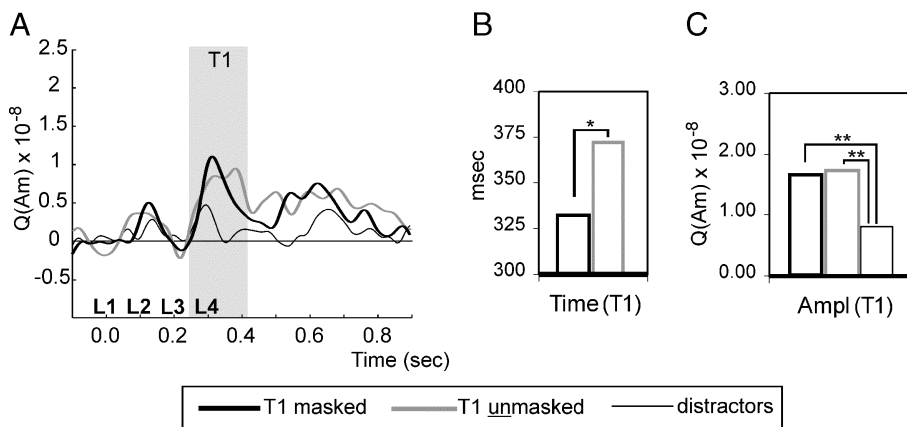 A
2.5
2
1.5
1
0.5
0
-0.5
Q(Am) x 10-8
T1
L1 L2 L3 L4
0.0 0.2 0.4 0.6 0.8
Time (sec)
B
400
375
350
325
300
msec
*
Time (T1)
C
3.00
2.00
1.00
0.00
Q(Am) x 10-8
**
**
Ampl (T1)
T1 masked T1 unmasked distractors